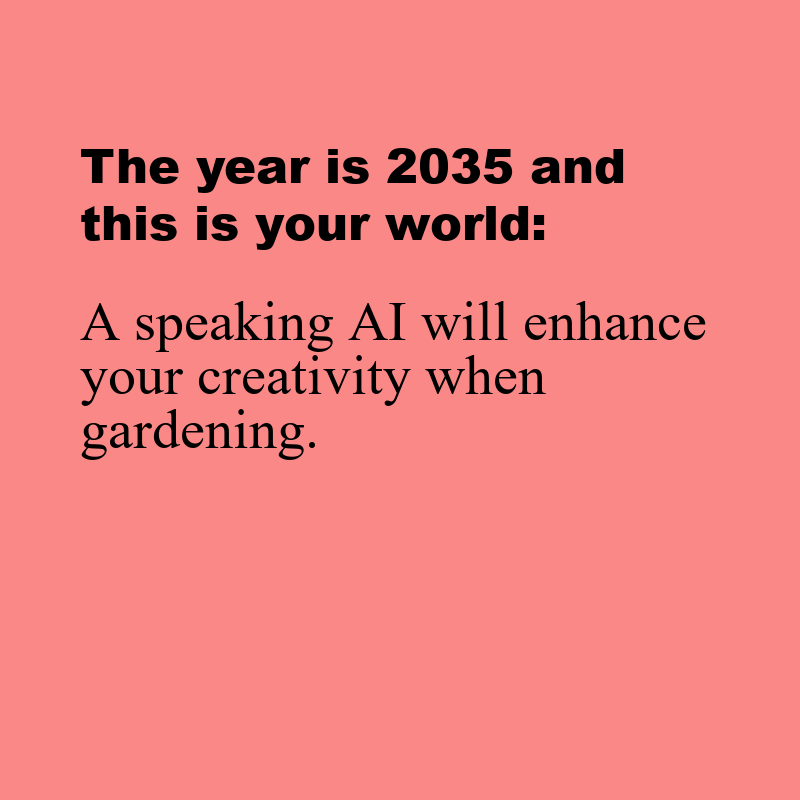 The year is 2035 and
this is your world:
A speaking AI will enhance
your creativity when
gardening.